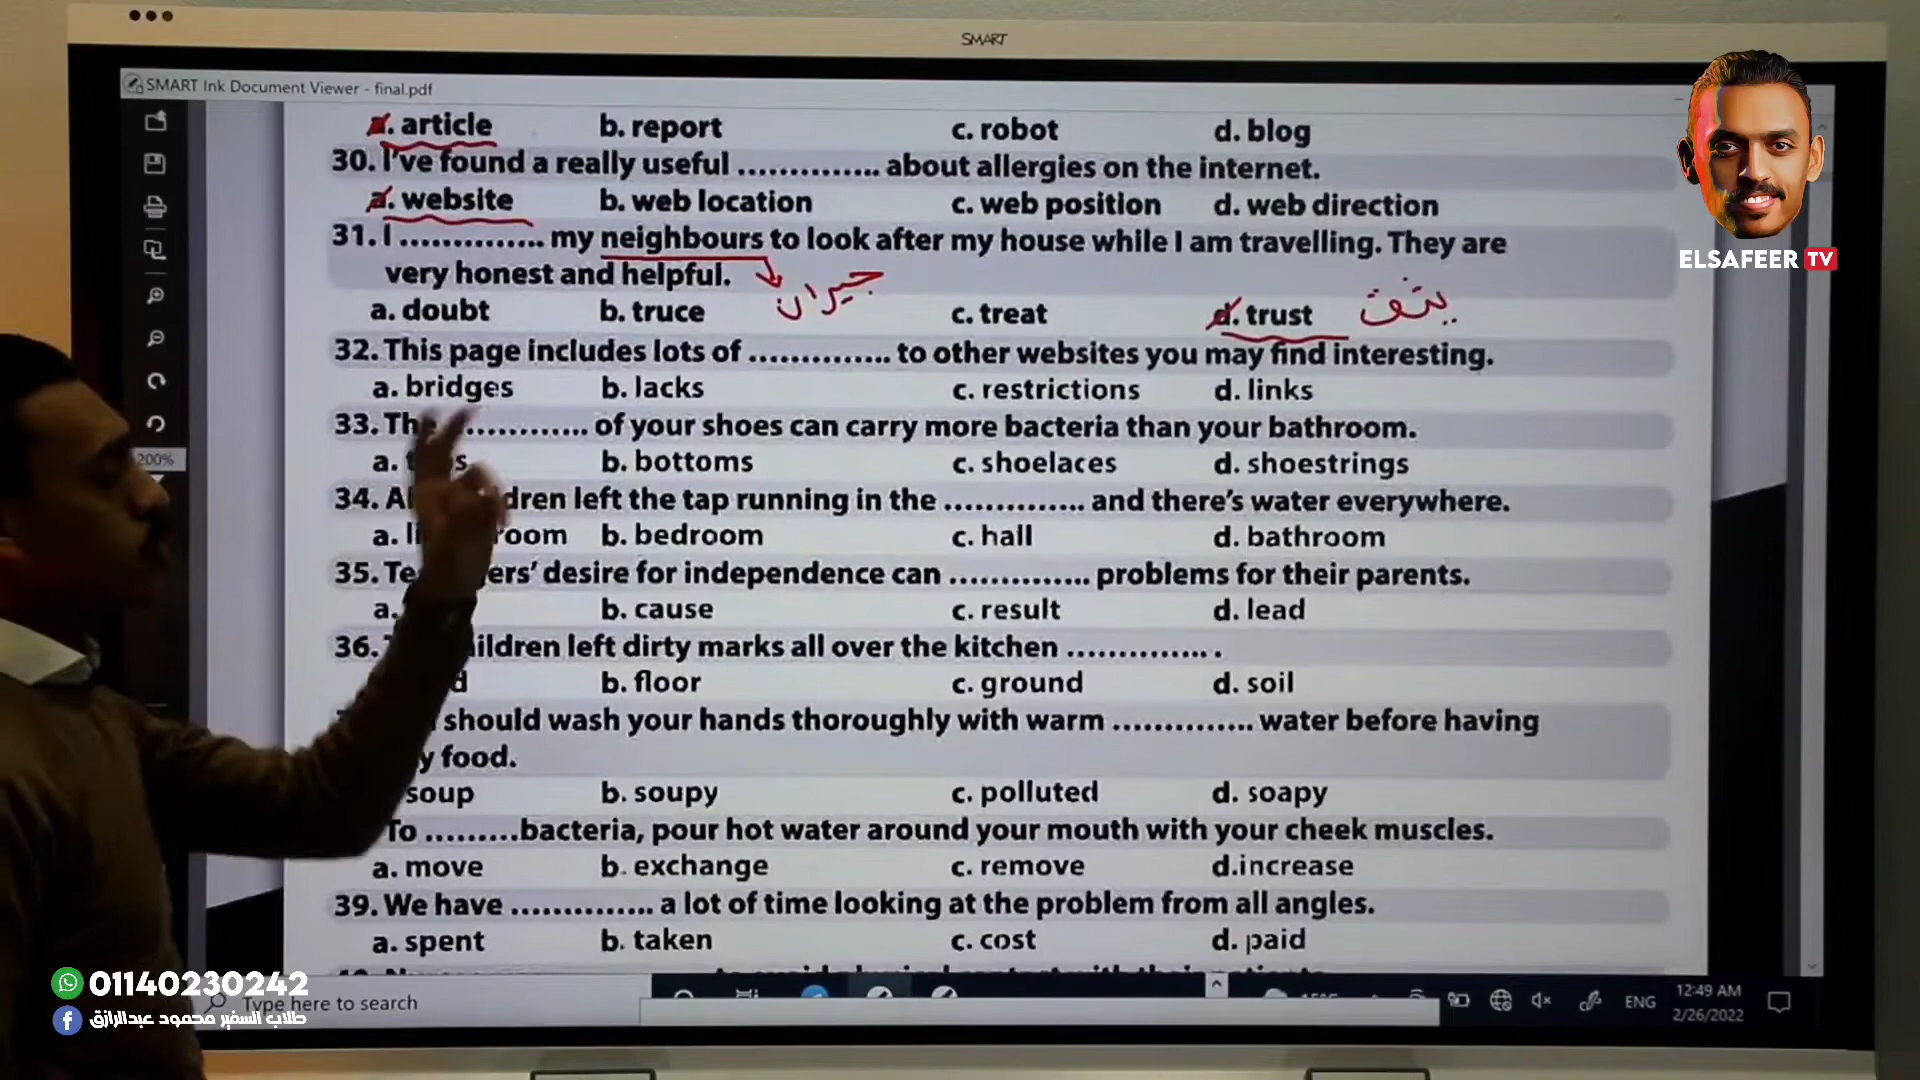 SMART
SMART Ink Document Viewer - final.pdf
a. article b. report c. robot d. blog
30. I've found a really useful .............. about allergies on the internet.
a. website b. web location c. web position d. web direction
31. I .............. my neighbours to look after my house while I am travelling. They are
very honest and helpful.
جيران
a. doubt b. truce c. treat d. trust يثق
32. This page includes lots of .............. to other websites you may find interesting.
a. bridges b. lacks c. restrictions d. links
33. The .............. of your shoes can carry more bacteria than your bathroom.
a. b. bottoms c. shoelaces d. shoestrings
34. left the tap running in the .............. and there's water everywhere.
a. b. bedroom c. hall d. bathroom
35. desire for independence can .............. problems for their parents.
a. b. cause c. result d. lead
36. left dirty marks all over the kitchen .............. .
b. floor c. ground d. soil
should wash your hands thoroughly with warm .............. water before having
food.
soup b. soupy c. polluted d. soapy
To .........bacteria, pour hot water around your mouth with your cheek muscles.
a. move b. exchange c. remove d.increase
39. We have .............. a lot of time looking at the problem from all angles.
a. spent b. taken c. cost d. paid
200%
Type here to search
ENG
12:49 AM
2/26/2022
ELSAFEER TV
01140230242
طلاب السفير محمود عبدالرازق